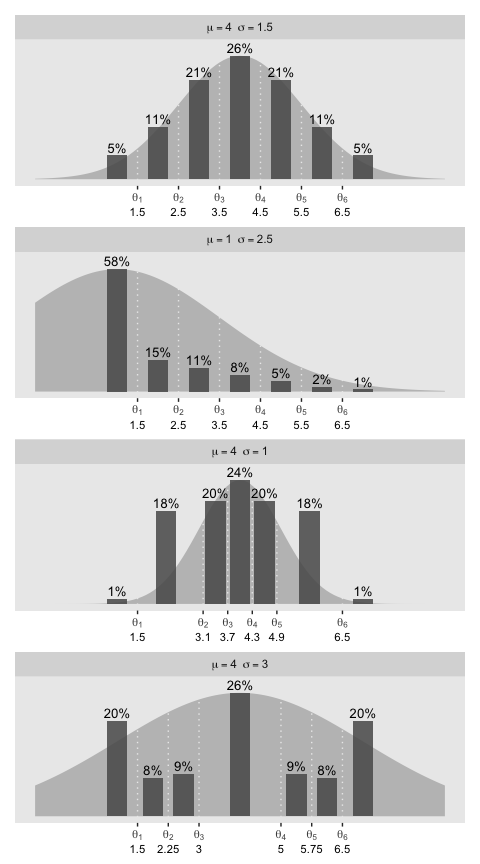 μ = 4 σ = 1.5
26%
21% 21%
11% 11%
5% 5%
θ1 θ2 θ3 θ4 θ5 θ6
1.5 2.5 3.5 4.5 5.5 6.5
μ = 1 σ = 2.5
58%
15% 11% 8% 5% 2% 1%
θ1 θ2 θ3 θ4 θ5 θ6
1.5 2.5 3.5 4.5 5.5 6.5
μ = 4 σ = 1
24%
18% 20% 20% 18%
1% 1%
θ1 θ2 θ3 θ4 θ5 θ6
1.5 3.1 3.7 4.3 4.9 6.5
μ = 4 σ = 3
26%
20% 20%
8% 9% 9% 8%
θ1 θ2 θ3 θ4 θ5 θ6
1.5 2.25 3 5 5.75 6.5